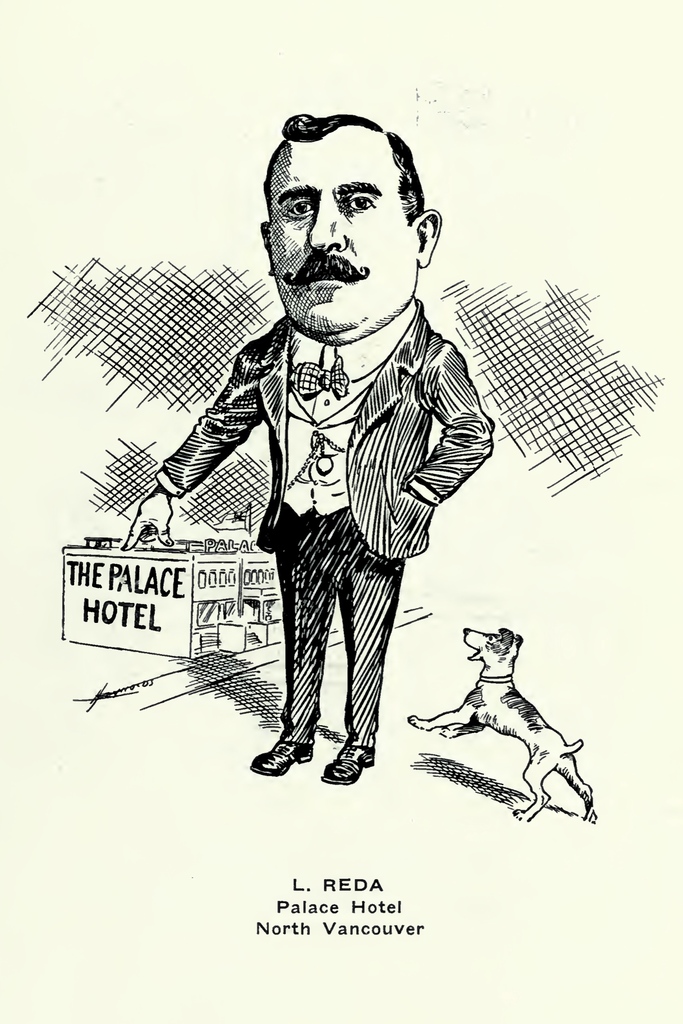 PALAC
THE PALACE
HOTEL
L. REDA
Palace Hotel
North Vancouver